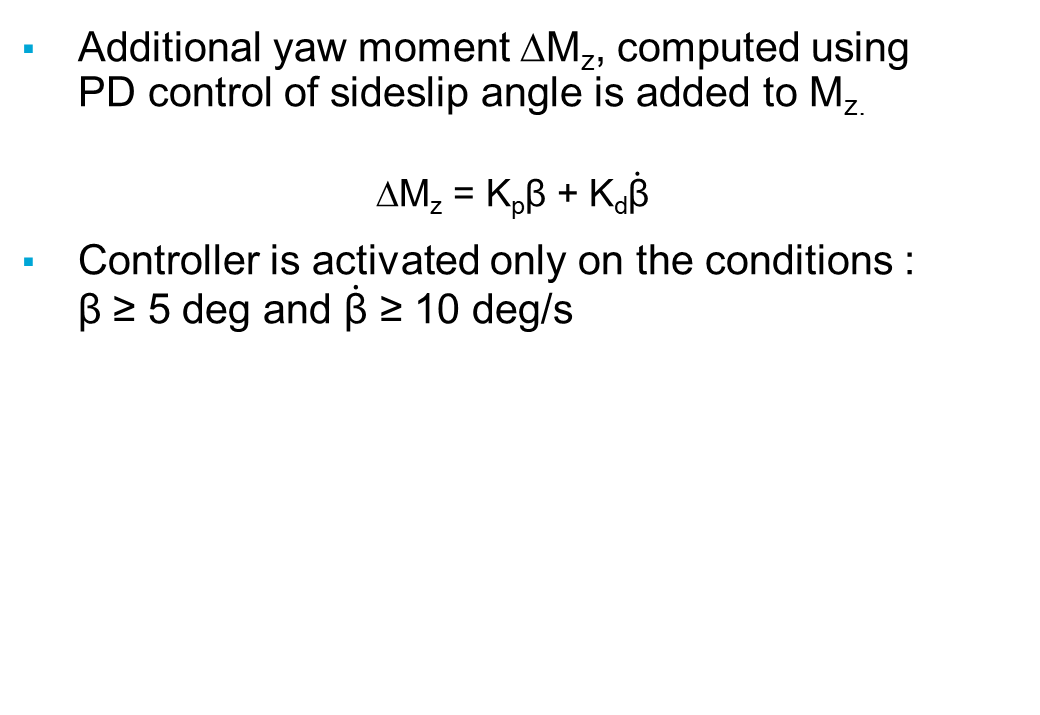 ▪ Additional yaw moment ∆Mz, computed using
PD control of sideslip angle is added to Mz.
∆Mz = Kpβ + Kdβ̇
▪ Controller is activated only on the conditions :
β ≥ 5 deg and β̇ ≥ 10 deg/s